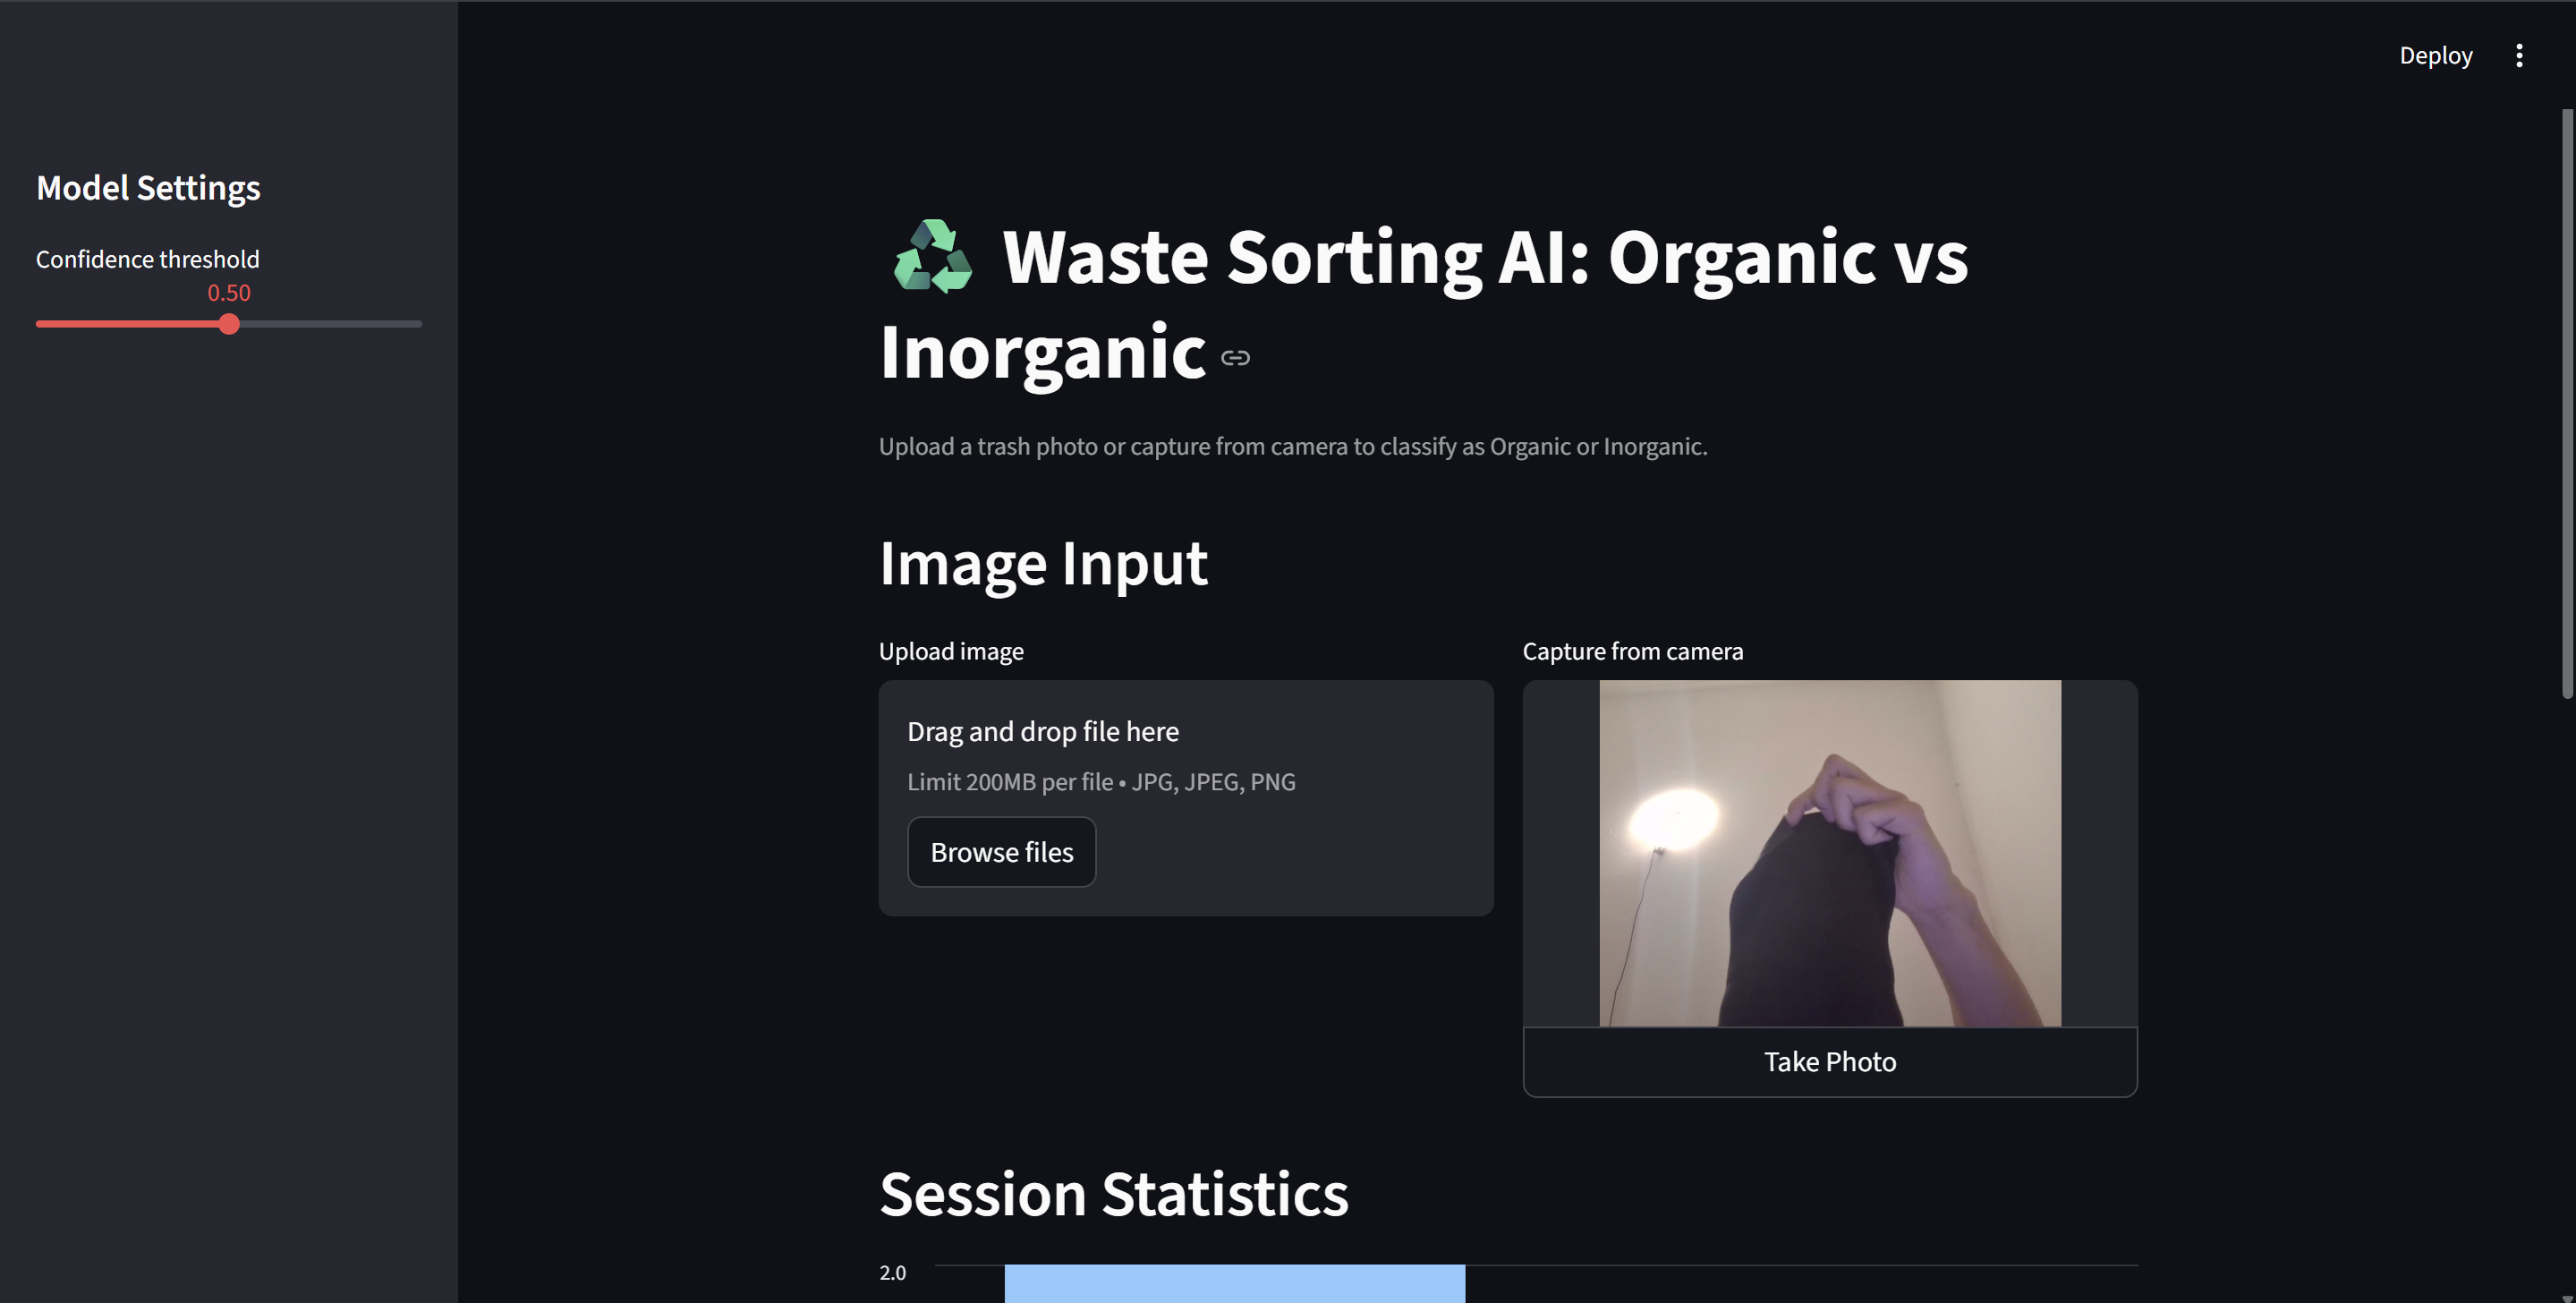 Deploy
Model Settings
Confidence threshold
0.50
Waste Sorting AI: Organic vs
Inorganic
Upload a trash photo or capture from camera to classify as Organic or Inorganic.
Image Input
Upload image
Drag and drop file here
Limit 200MB per file • JPG, JPEG, PNG
Browse files
Capture from camera
Take Photo
Session Statistics
2.0